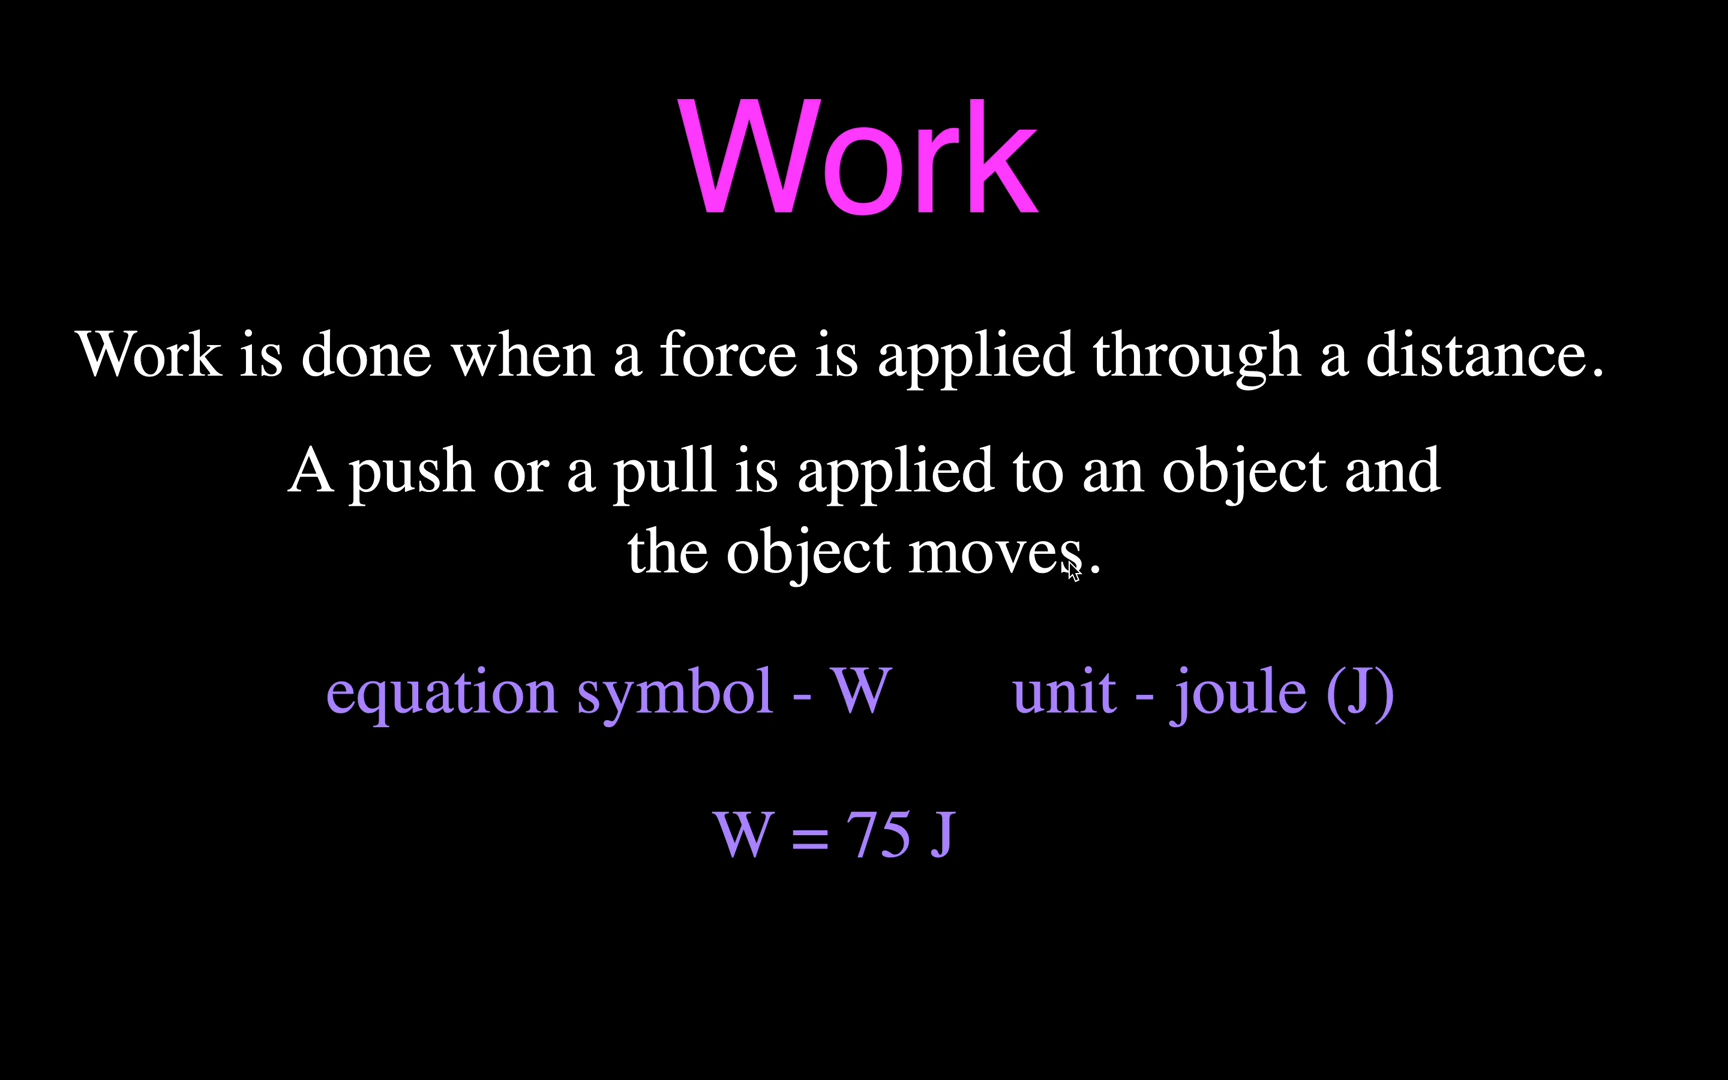 Work
Work is done when a force is applied through a distance.
A push or a pull is applied to an object and
the object moves.
equation symbol - W unit - joule (J)
W = 75 J